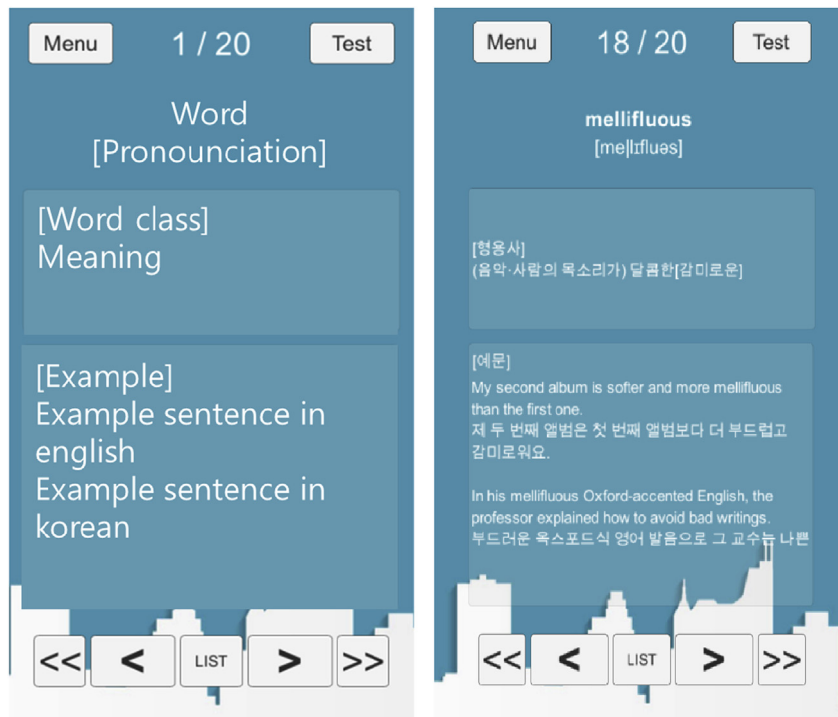 Menu
1 / 20
Test
Word
[Pronounciation]
[Word class]
Meaning
[Example]
Example sentence in
english
Example sentence in
korean
<<
<
LIST
>
>>
Menu
18 / 20
Test
mellifluous
[me|lɪfluəs]
[형용사]
(음악·사람의 목소리가) 달콤한[감미로운]
[예문]
My second album is softer and more mellifluous
than the first one.
제 두 번째 앨범은 첫 번째 앨범보다 더 부드럽고
감미로워요.
In his mellifluous Oxford-accented English, the
professor explained how to avoid bad writings.
부드러운 옥스포드식 영어 발음으로 그 교수는 나쁜
<<
<
LIST
>
>>